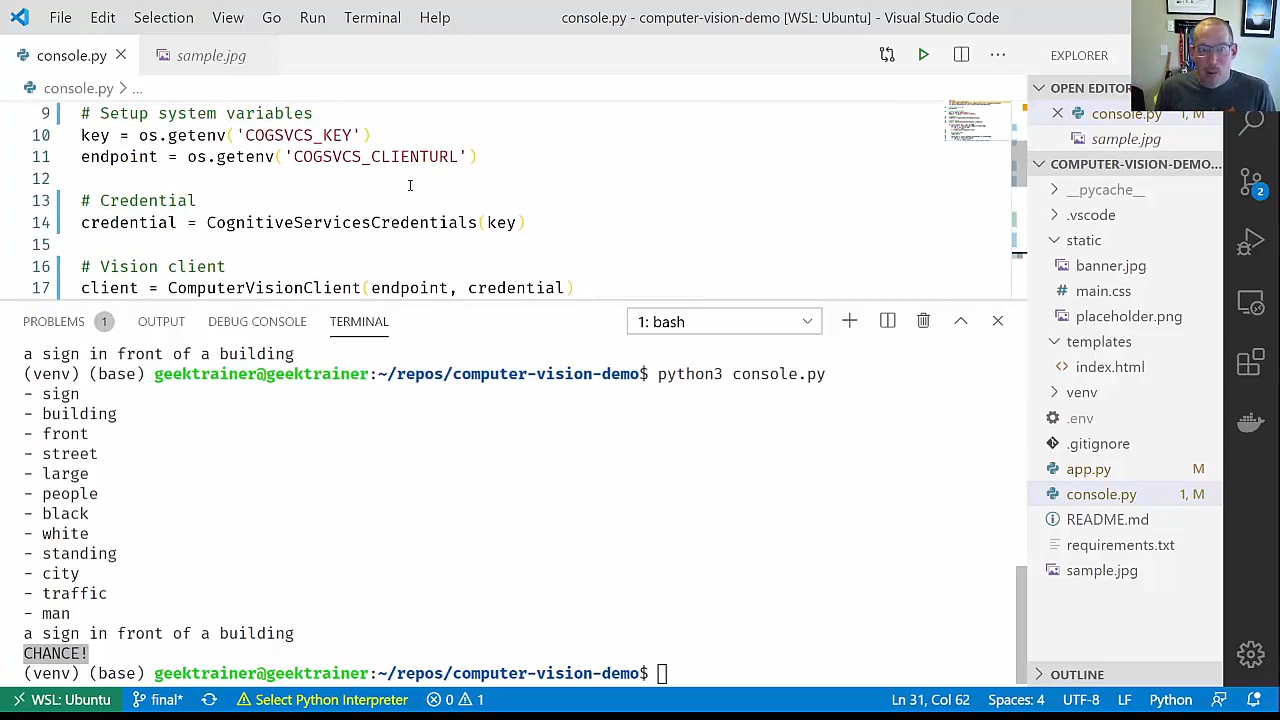 File Edit Selection View Go Run Terminal Help console.py - computer-vision-demo [WSL: Ubuntu] - Visual Studio Code
console.py sample.jpg EXPLORER
console.py > ...
OPEN EDITOR
9 # Setup system variables
console.py 1, M
10 key = os.getenv('COGSVCS_KEY')
sample.jpg
11 endpoint = os.getenv('COGSVCS_CLIENTURL')
COMPUTER-VISION-DEMO...
12
__pycache__
13 # Credential
.vscode
14 credential = CognitiveServicesCredentials(key)
static
15
banner.jpg
16 # Vision client
main.css
17 client = ComputerVisionClient(endpoint, credential)
placeholder.png
PROBLEMS 1 OUTPUT DEBUG CONSOLE TERMINAL 1: bash
templates
index.html
venv
.env
.gitignore
app.py M
console.py 1, M
README.md
requirements.txt
sample.jpg
OUTLINE
2
a sign in front of a building
(venv) (base) geektrainer@geektrainer:~/repos/computer-vision-demo$ python3 console.py
- sign
- building
- front
- street
- large
- people
- black
- white
- standing
- city
- traffic
- man
a sign in front of a building
CHANCE!
(venv) (base) geektrainer@geektrainer:~/repos/computer-vision-demo$
WSL: Ubuntu final* Select Python Interpreter 0 1 Ln 31, Col 62 Spaces: 4 UTF-8 LF Python